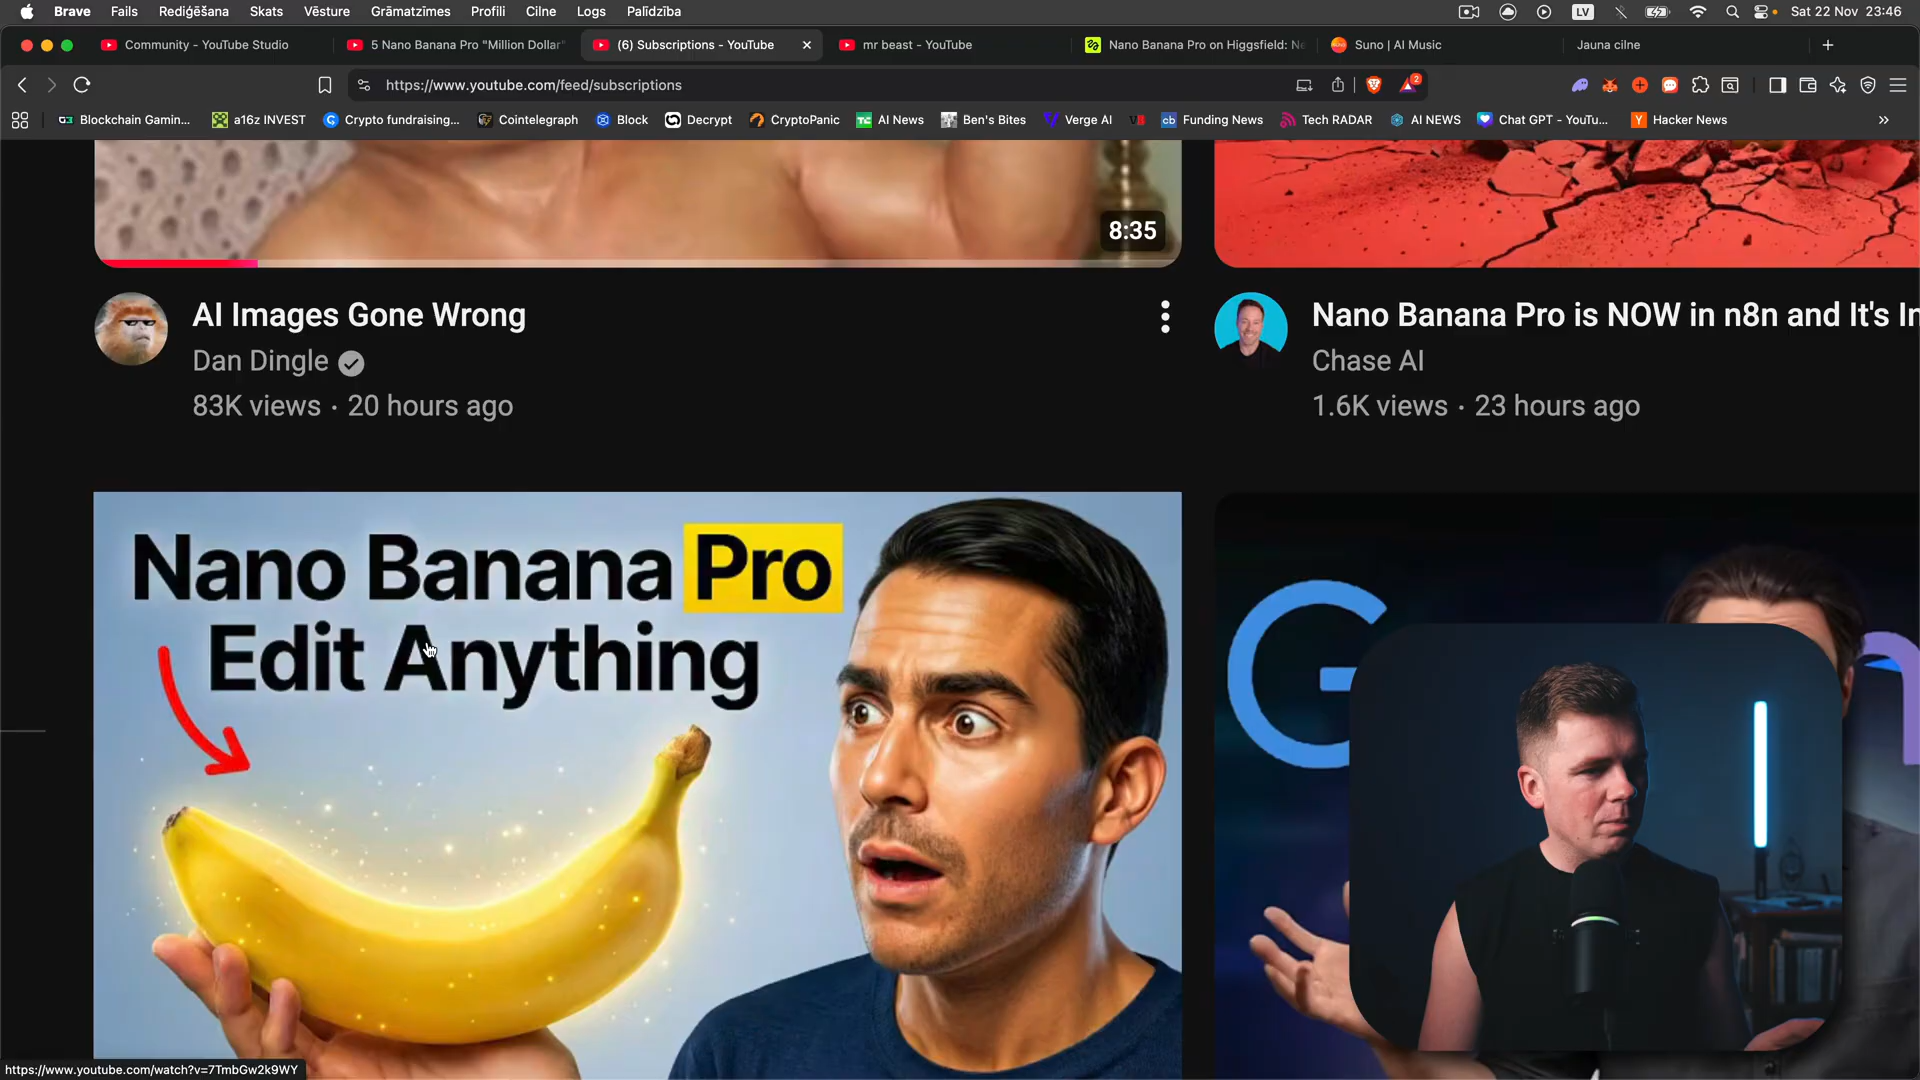 Brave Fails Rediģēšana Skats Vēsture Grāmatzīmes Profili Cilne Logs Palīdzība LV Sat 22 Nov 23:46
Community - YouTube Studio
5 Nano Banana Pro "Million Dollar"
(6) Subscriptions - YouTube
mr beast - YouTube
Nano Banana Pro on Higgsfield: Ne
Suno | AI Music
Jauna cilne
https://www.youtube.com/feed/subscriptions
2
Blockchain Gamin...
a16z INVEST
Crypto fundraising...
Cointelegraph
Block
Decrypt
CryptoPanic
AI News
Ben's Bites
Verge AI
Funding News
Tech RADAR
AI NEWS
Chat GPT - YouTu...
Hacker News
8:35
AI Images Gone Wrong
Dan Dingle
83K views · 20 hours ago
Nano Banana Pro is NOW in n8n and It's In
Chase AI
1.6K views · 23 hours ago
Nano Banana Pro
Edit Anything
https://www.youtube.com/watch?v=7TmbGw2k9WY